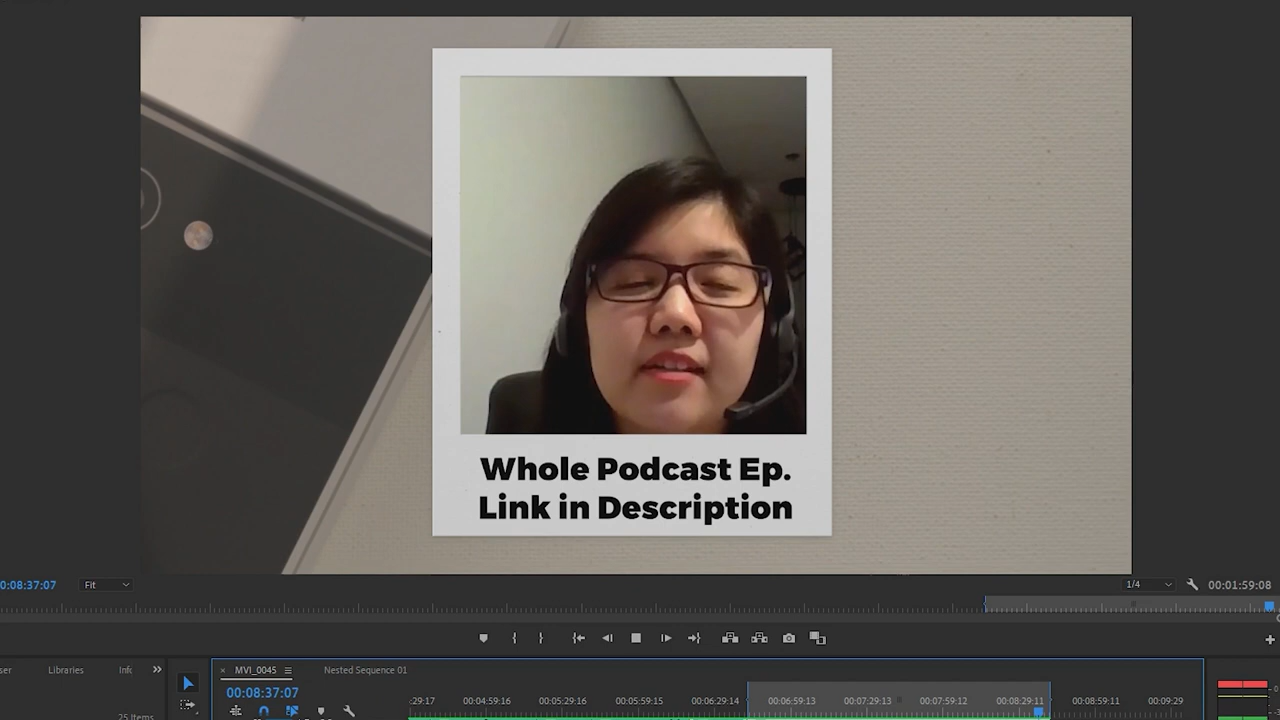 Whole Podcast Ep.
Link in Description
0:08:37:07
Fit
1/4
00:01:59:08
ser
Libraries
Infc
MVI_0045
Nested Sequence 01
00:08:37:07
:29:17
00:04:59:16
00:05:29:16
00:05:59:15
00:06:29:14
00:06:59:13
00:07:29:13
00:07:59:12
00:08:29:11
00:08:59:11
00:09:29
25 Items